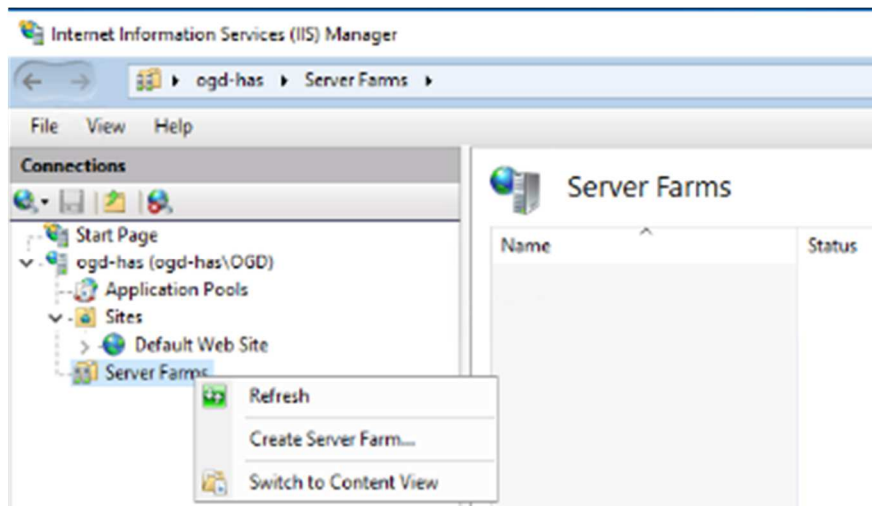 Internet Information Services (IIS) Manager
ogd-has Server Farms
File View Help
Connections
Server Farms
Name Status
Start Page
ogd-has (ogd-has\OGD)
Application Pools
Sites
Default Web Site
Server Farms
Refresh
Create Server Farm...
Switch to Content View